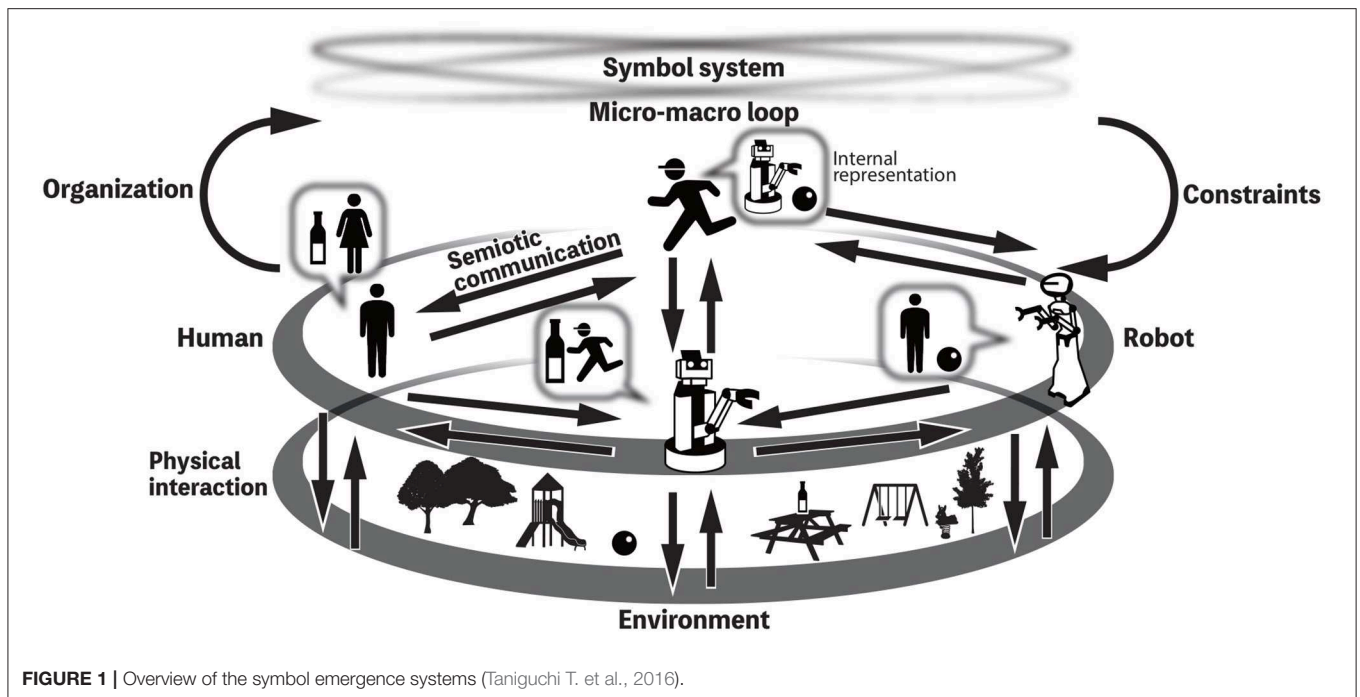 Symbol system
Micro-macro loop
Internal
representation
Organization
Constraints
Semiotic
communication
Human
Robot
Physical
interaction
Environment
FIGURE 1 | Overview of the symbol emergence systems (Taniguchi T. et al., 2016).